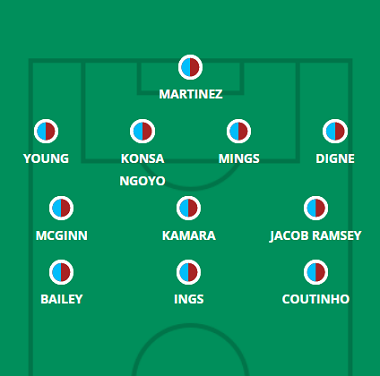 MARTINEZ
YOUNG KONSA MINGS DIGNE
NGOYO
MCGINN KAMARA JACOB RAMSEY
BAILEY INGS COUTINHO